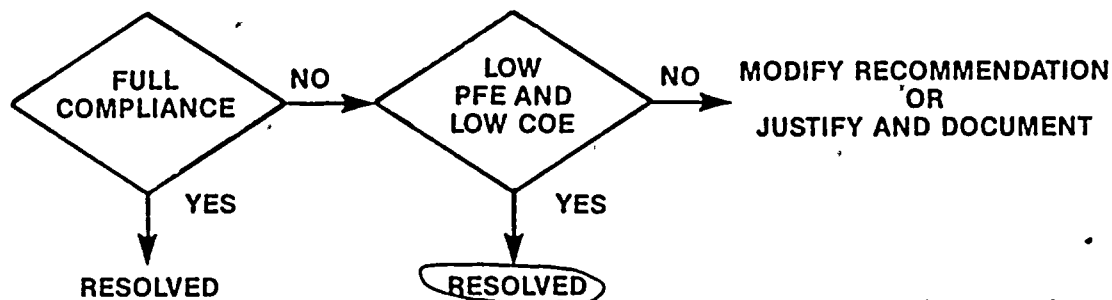 FULL
COMPLIANCE
NO
LOW
PFE AND
LOW COE
NO
MODIFY RECOMMENDATION
OR
JUSTIFY AND DOCUMENT
YES
YES
RESOLVED
RESOLVED